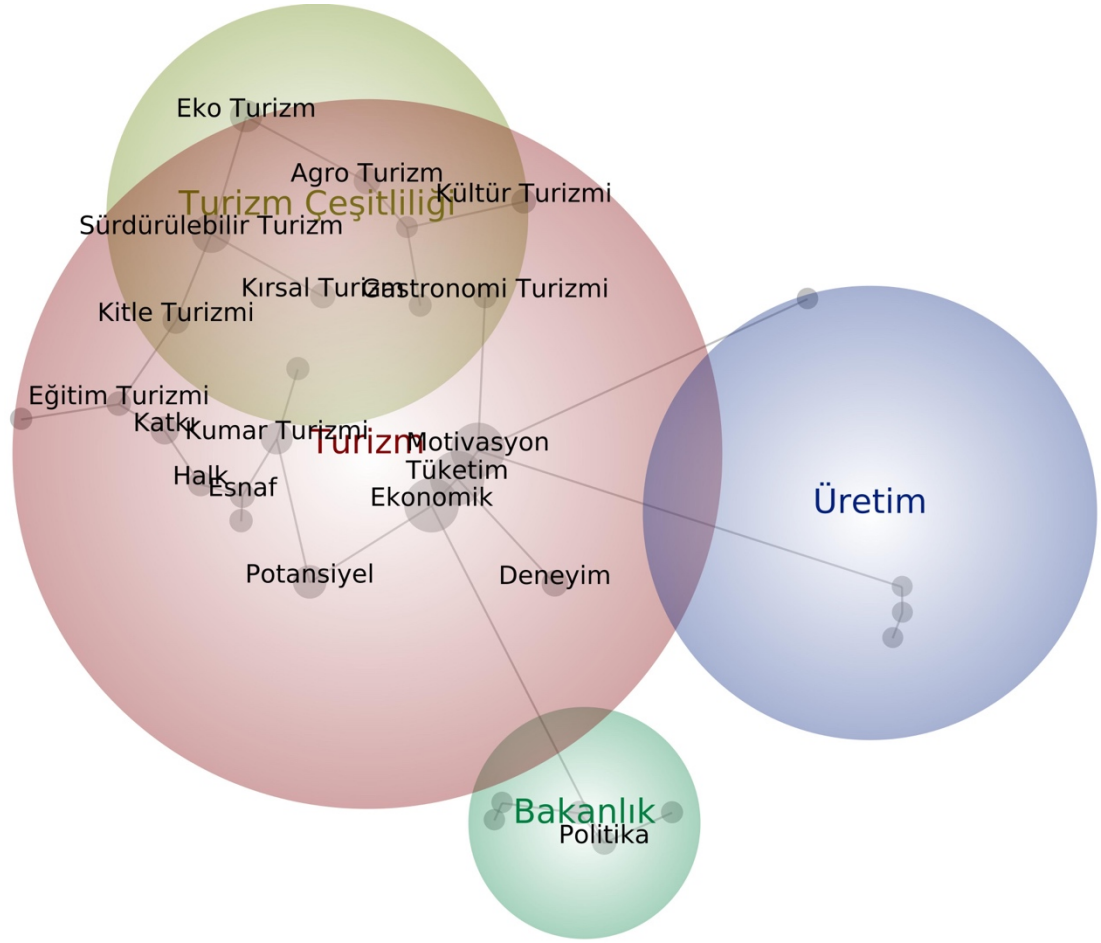 Eko Turizm
Agro Turizm
Kültür Turizmi
Turizm Çeşitliliği
Sürdürülebilir Turizm
Kırsal Turizm
Gastronomi Turizmi
Kitle Turizmi
Eğitim Turizmi
Katkı
Kumar Turizmi
Turizm
Motivasyon
Tüketim
Halk
Esnaf
Ekonomik
Üretim
Potansiyel
Deneyim
Bakanlık
Politika